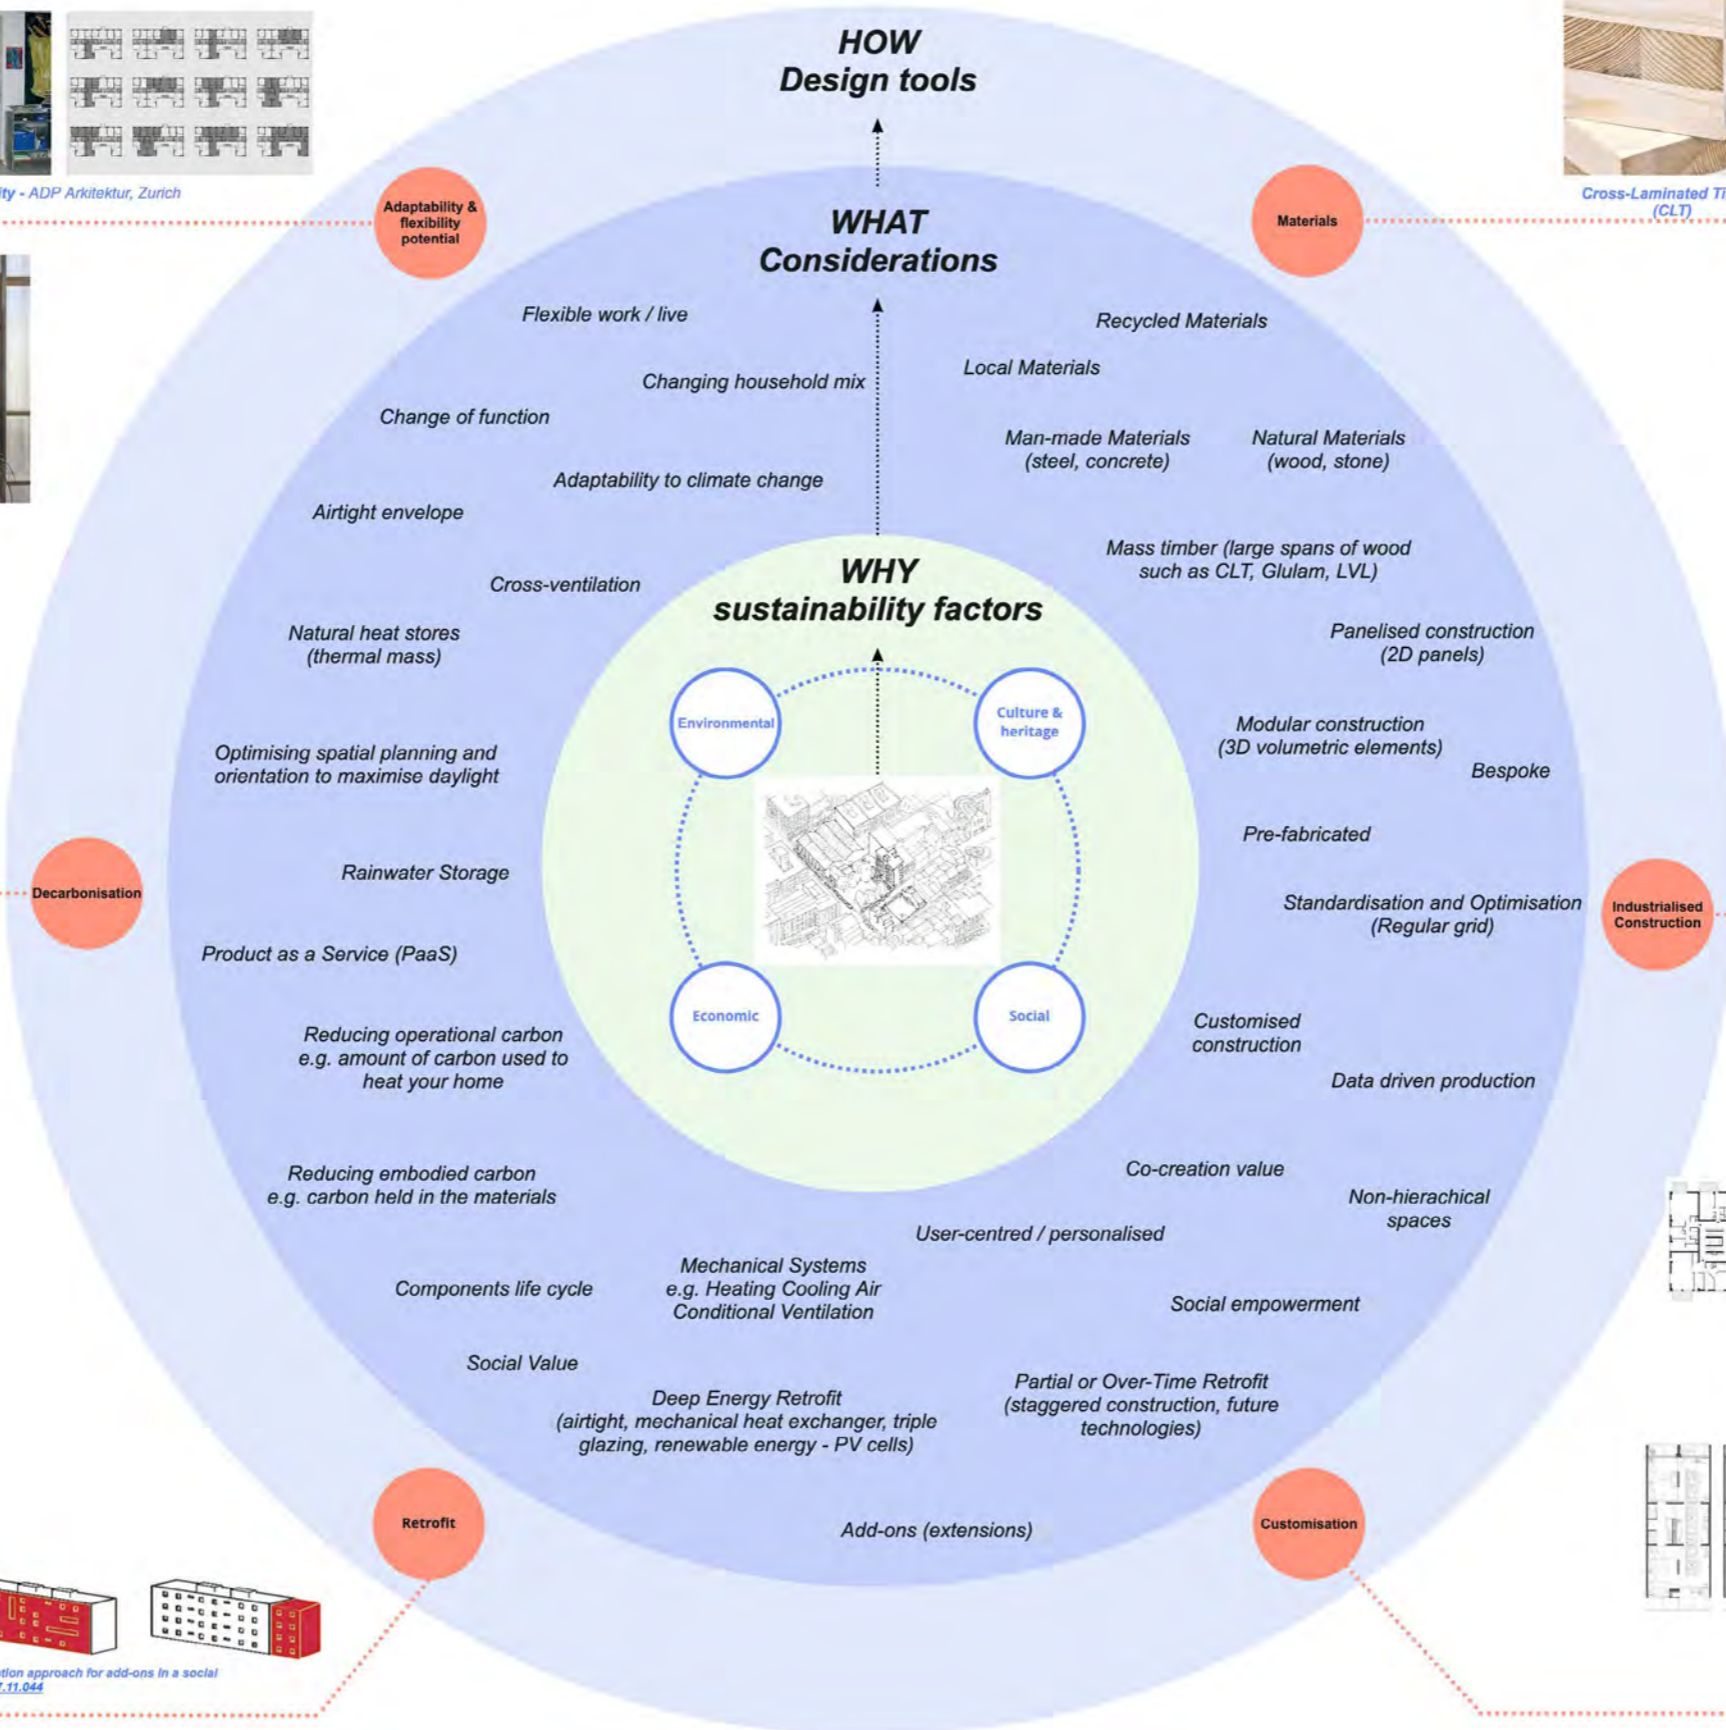 HOW
Design tools
ity - ADP Arkitektur, Zurich
Cross-Laminated Ti
(CLT)
Adaptability &
flexibility
potential
Materials
WHAT
Considerations
Flexible work / live
Recycled Materials
Local Materials
Changing household mix
Change of function
Man-made Materials
(steel, concrete)
Natural Materials
(wood, stone)
Adaptability to climate change
Airtight envelope
Mass timber (large spans of wood
such as CLT, Glulam, LVL)
Cross-ventilation
WHY
sustainability factors
Natural heat stores
(thermal mass)
Panelised construction
(2D panels)
Environmental
Culture &
heritage
Modular construction
(3D volumetric elements)
Optimising spatial planning and
orientation to maximise daylight
Bespoke
Pre-fabricated
Rainwater Storage
Decarbonisation
Standardisation and Optimisation
(Regular grid)
Industrialised
Construction
Product as a Service (PaaS)
Economic
Social
Customised
construction
Reducing operational carbon
e.g. amount of carbon used to
heat your home
Data driven production
Reducing embodied carbon
e.g. carbon held in the materials
Co-creation value
Non-hierachical
spaces
User-centred / personalised
Components life cycle
Mechanical Systems
e.g. Heating Cooling Air
Conditional Ventilation
Social empowerment
Social Value
Deep Energy Retrofit
(airtight, mechanical heat exchanger, triple
glazing, renewable energy - PV cells)
Partial or Over-Time Retrofit
(staggered construction, future
technologies)
Retrofit
Add-ons (extensions)
Customisation
tion approach for add-ons in a social
7.11.044